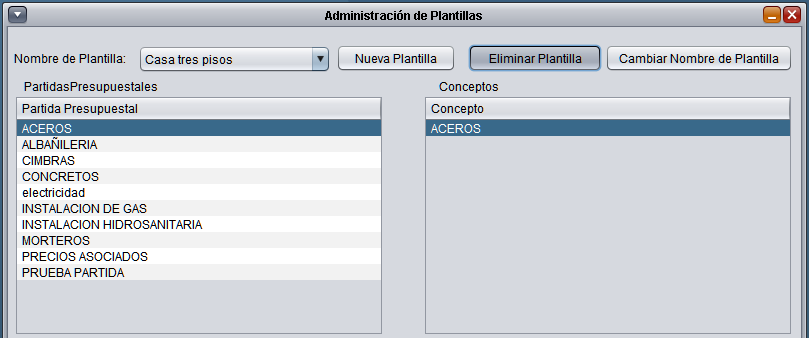 Administración de Plantillas
Nombre de Plantilla: Casa tres pisos Nueva Plantilla Eliminar Plantilla Cambiar Nombre de Plantilla
PartidasPresupuestales Conceptos
Partida Presupuestal Concepto
ACEROS ACEROS
ALBAÑILERIA
CIMBRAS
CONCRETOS
electricidad
INSTALACION DE GAS
INSTALACION HIDROSANITARIA
MORTEROS
PRECIOS ASOCIADOS
PRUEBA PARTIDA